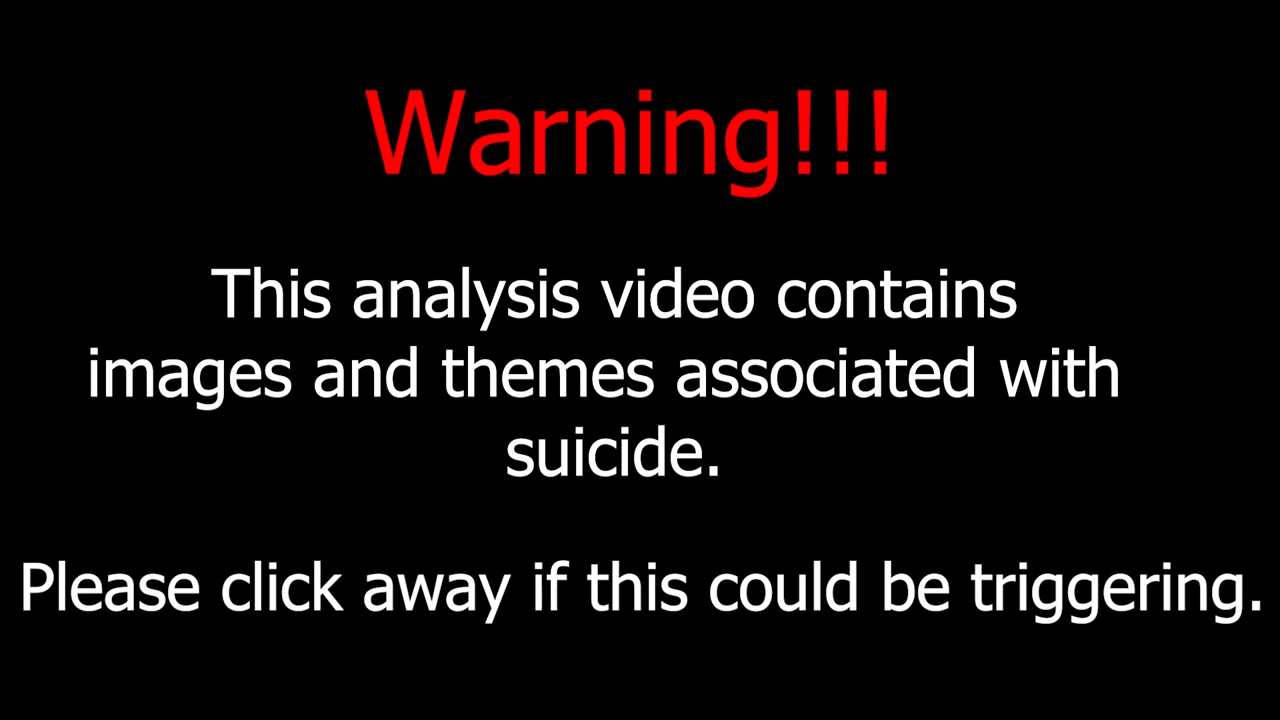 Warning!!!
This analysis video contains
images and themes associated with
suicide.
Please click away if this could be triggering.